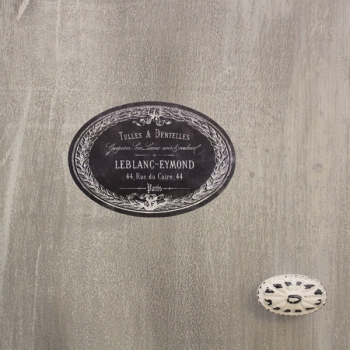 Tulles & Dentelles
LEBLANC-EYMOND
44, Rue du Caire, 44
Paris